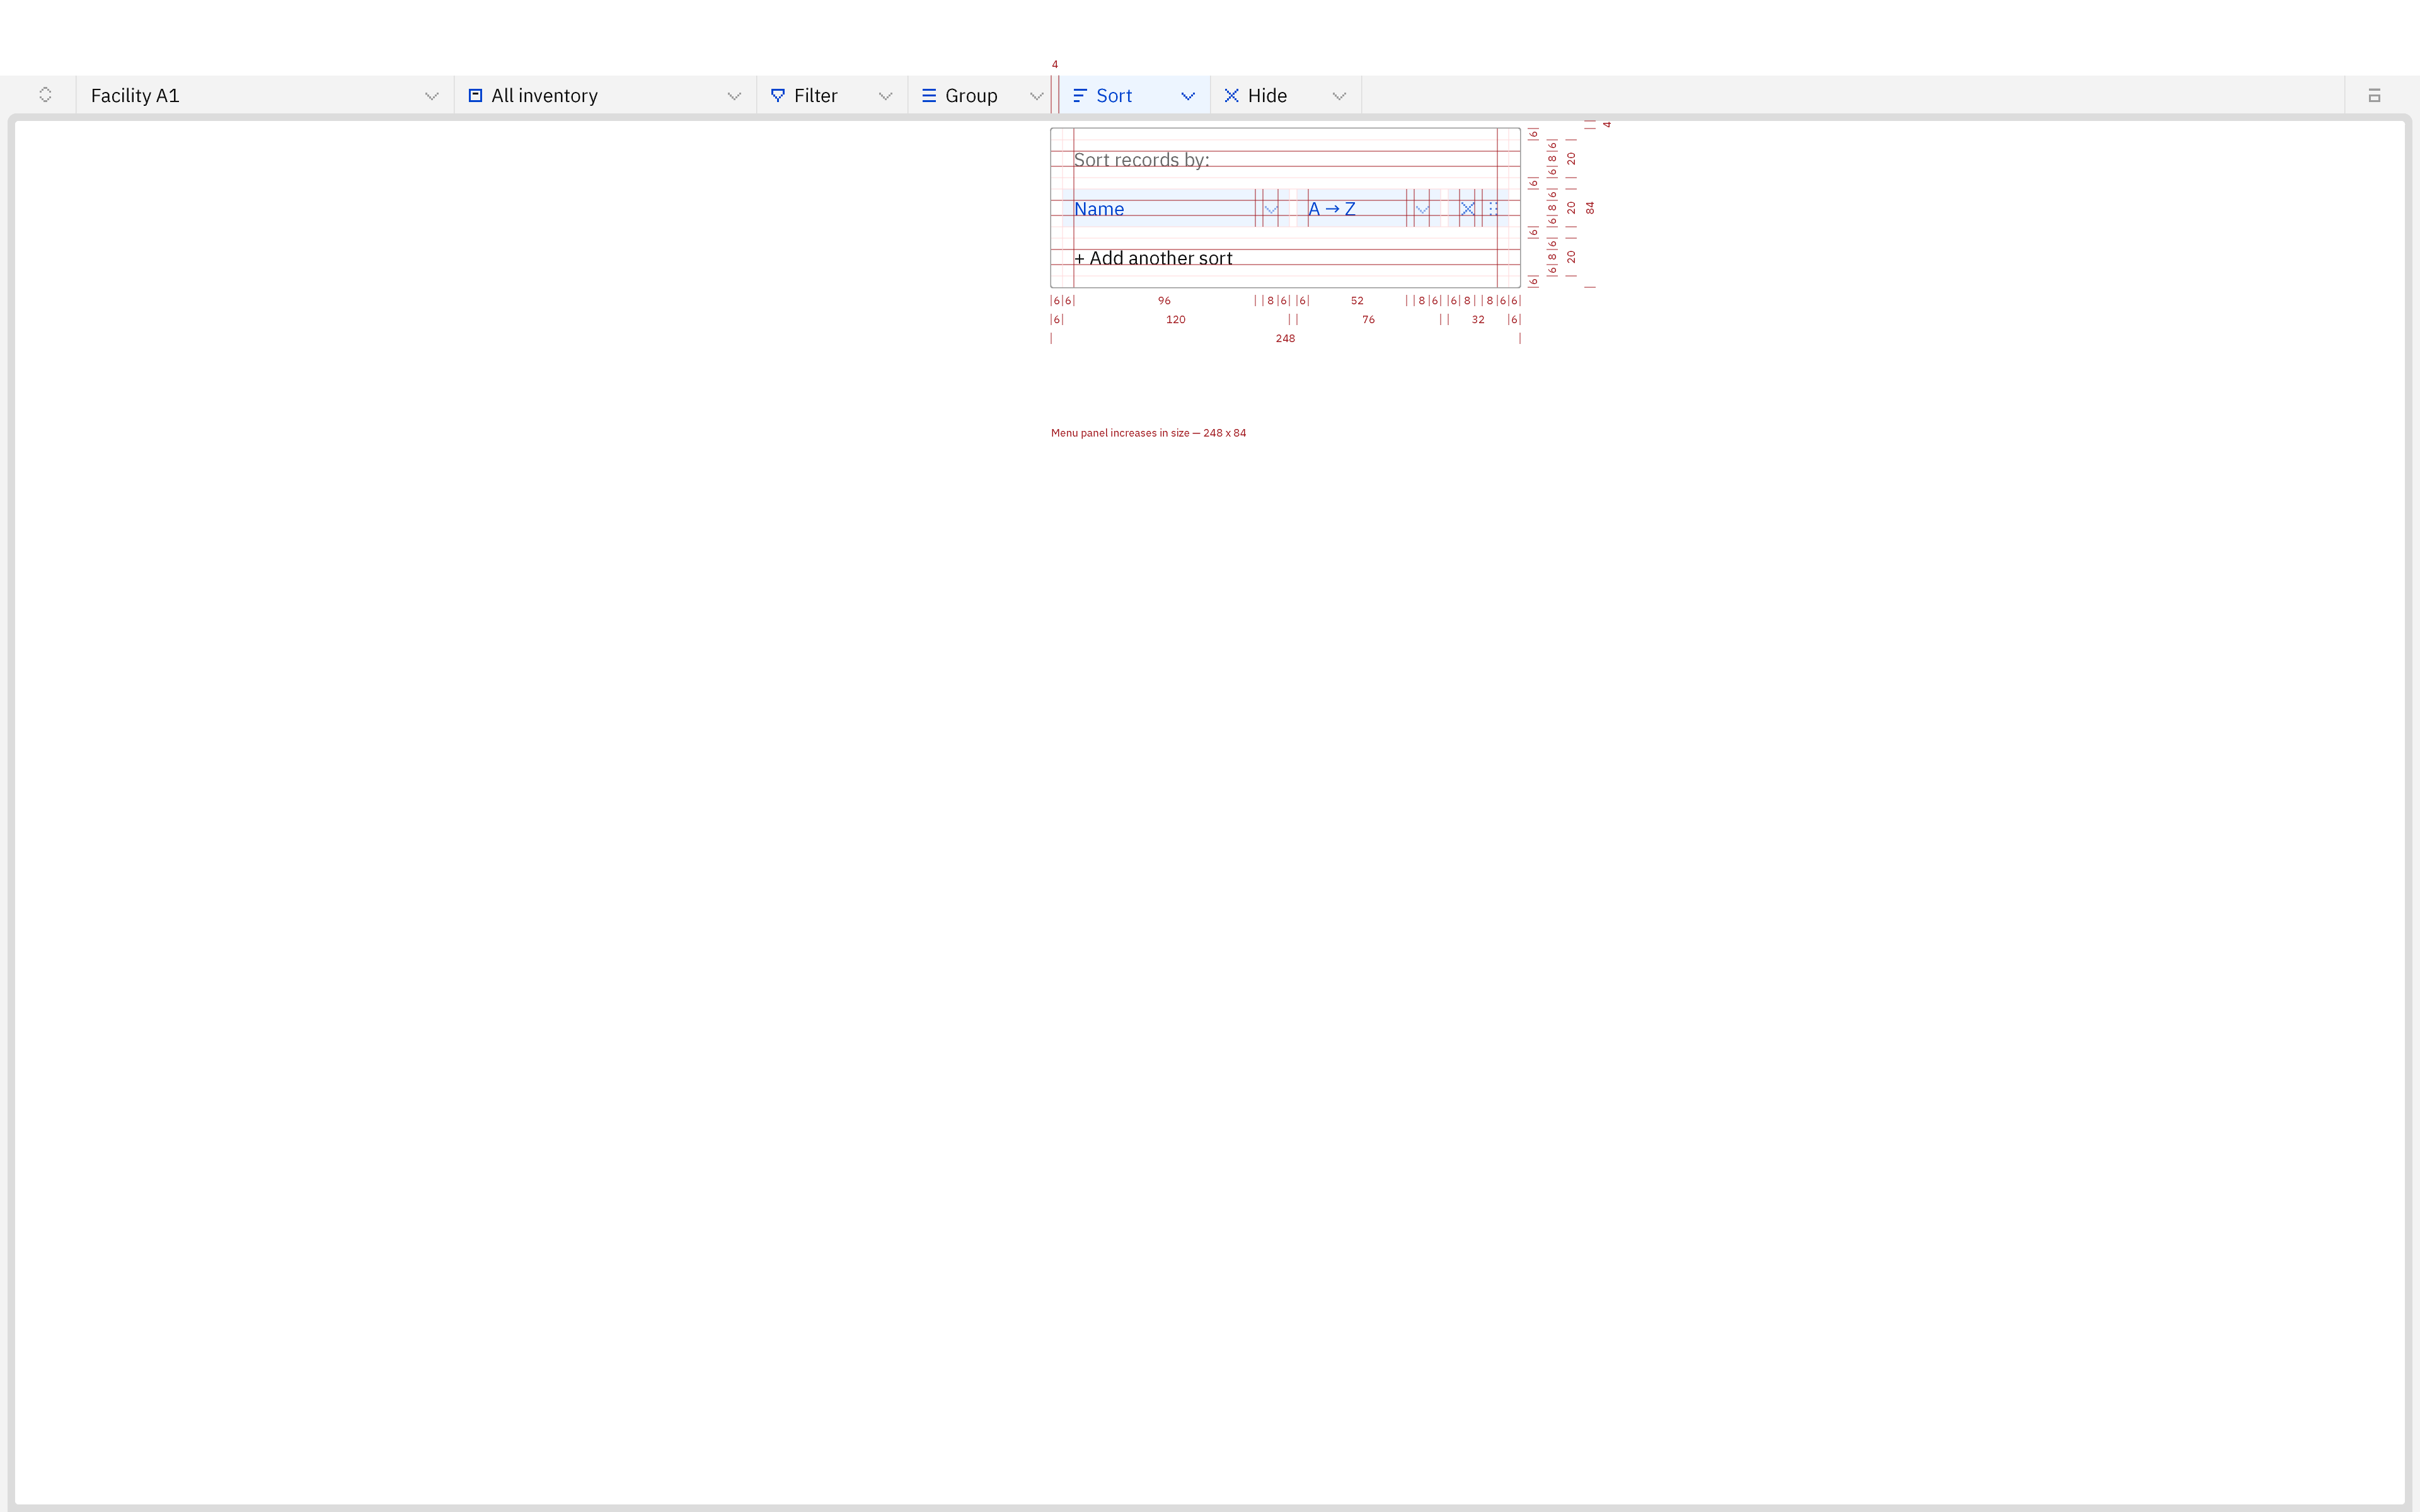 4
Facility A1 All inventory Filter Group Sort Hide
4
Sort records by:
Name A → Z
+ Add another sort
6 6 6 6
6 8 6 6 8 6 6 8 6
20 20 20
84
6 6 96 8 6 6 52 8 6 6 8 8 6 6
6 120 76 32 6
248
Menu panel increases in size — 248 x 84